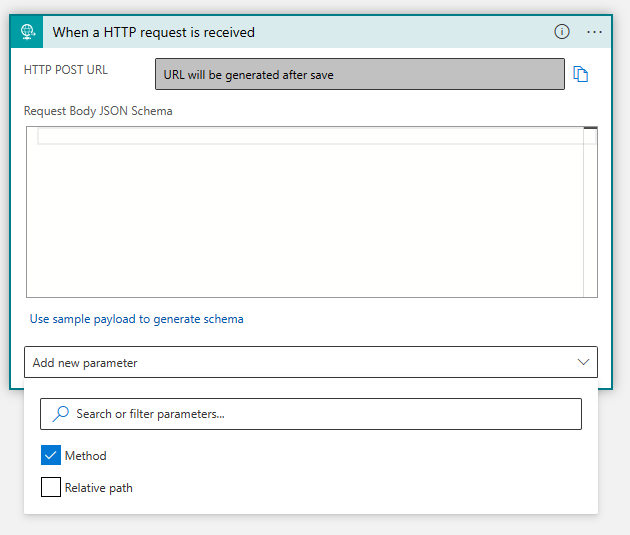 When a HTTP request is received
HTTP POST URL
URL will be generated after save
Request Body JSON Schema
Use sample payload to generate schema
Add new parameter
Search or filter parameters...
Method
Relative path